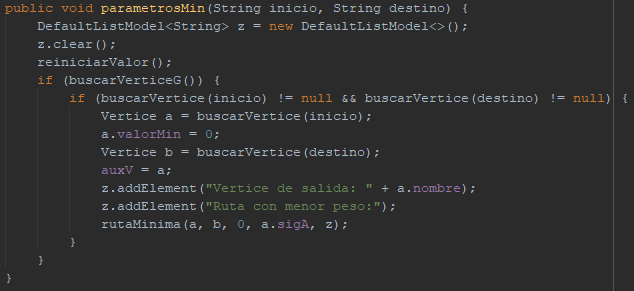 public void parametrosMin(String inicio, String destino) {
    DefaultListModel<String> z = new DefaultListModel<>();
    z.clear();
    reiniciarValor();
    if (buscarVerticeG()) {
        if (buscarVertice(inicio) != null && buscarVertice(destino) != null) {
            Vertice a = buscarVertice(inicio);
            a.valorMin = 0;
            Vertice b = buscarVertice(destino);
            auxV = a;
            z.addElement("Vertice de salida: " + a.nombre);
            z.addElement("Ruta con menor peso:");
            rutaMinima(a, b, 0, a.sigA, z);
        }
    }
}